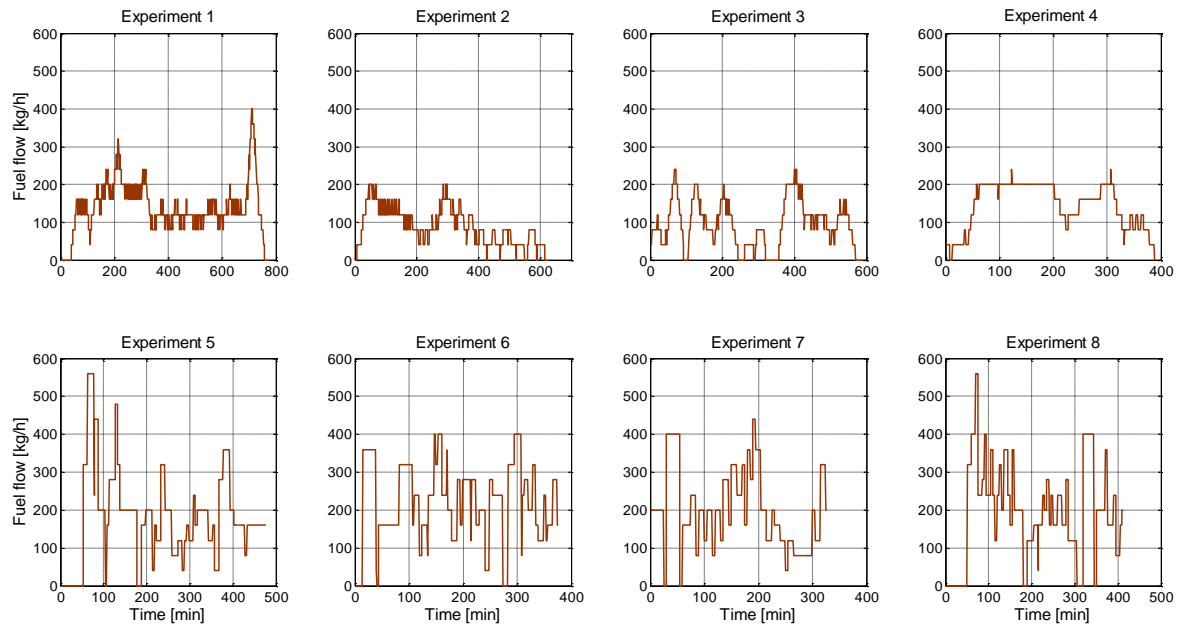 Experiment 1 Experiment 2 Experiment 3 Experiment 4
600 600 600 600
500 500 500 500
400 400 400 400
300 300 300 300
200 200 200 200
100 100 100 100
0 0 0 0
Fuel flow [kg/h]
0 200 400 600 800 0 200 400 600 0 200 400 600 0 100 200 300 400
Experiment 5 Experiment 6 Experiment 7 Experiment 8
600 600 600 600
500 500 500 500
400 400 400 400
300 300 300 300
200 200 200 200
100 100 100 100
0 0 0 0
Fuel flow [kg/h]
0 100 200 300 400 500 0 100 200 300 400 0 100 200 300 400 0 100 200 300 400 500
Time [min] Time [min] Time [min] Time [min]